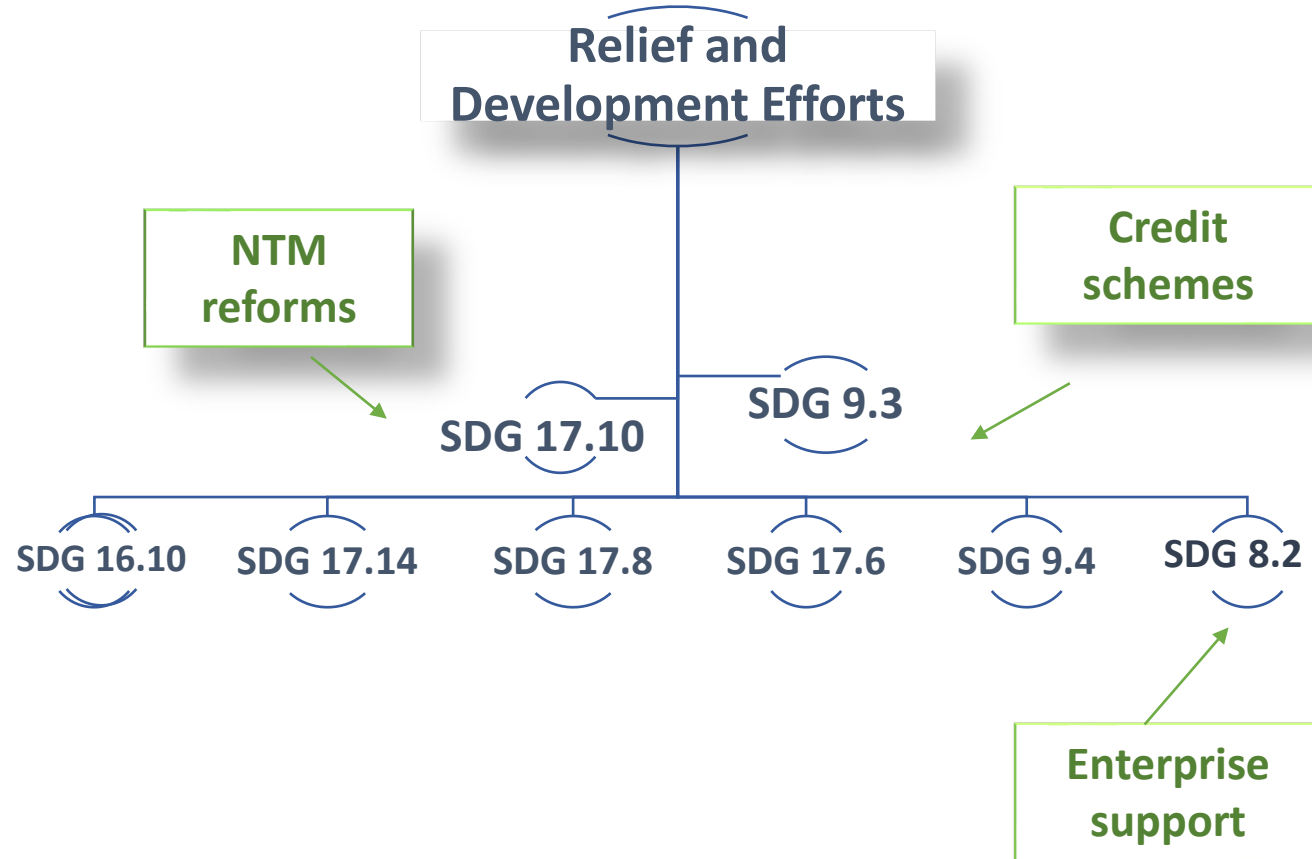 Relief and
Development Efforts
NTM
reforms
Credit
schemes
SDG 9.3
SDG 17.10
SDG 16.10
SDG 17.14
SDG 17.8
SDG 17.6
SDG 9.4
SDG 8.2
Enterprise
support